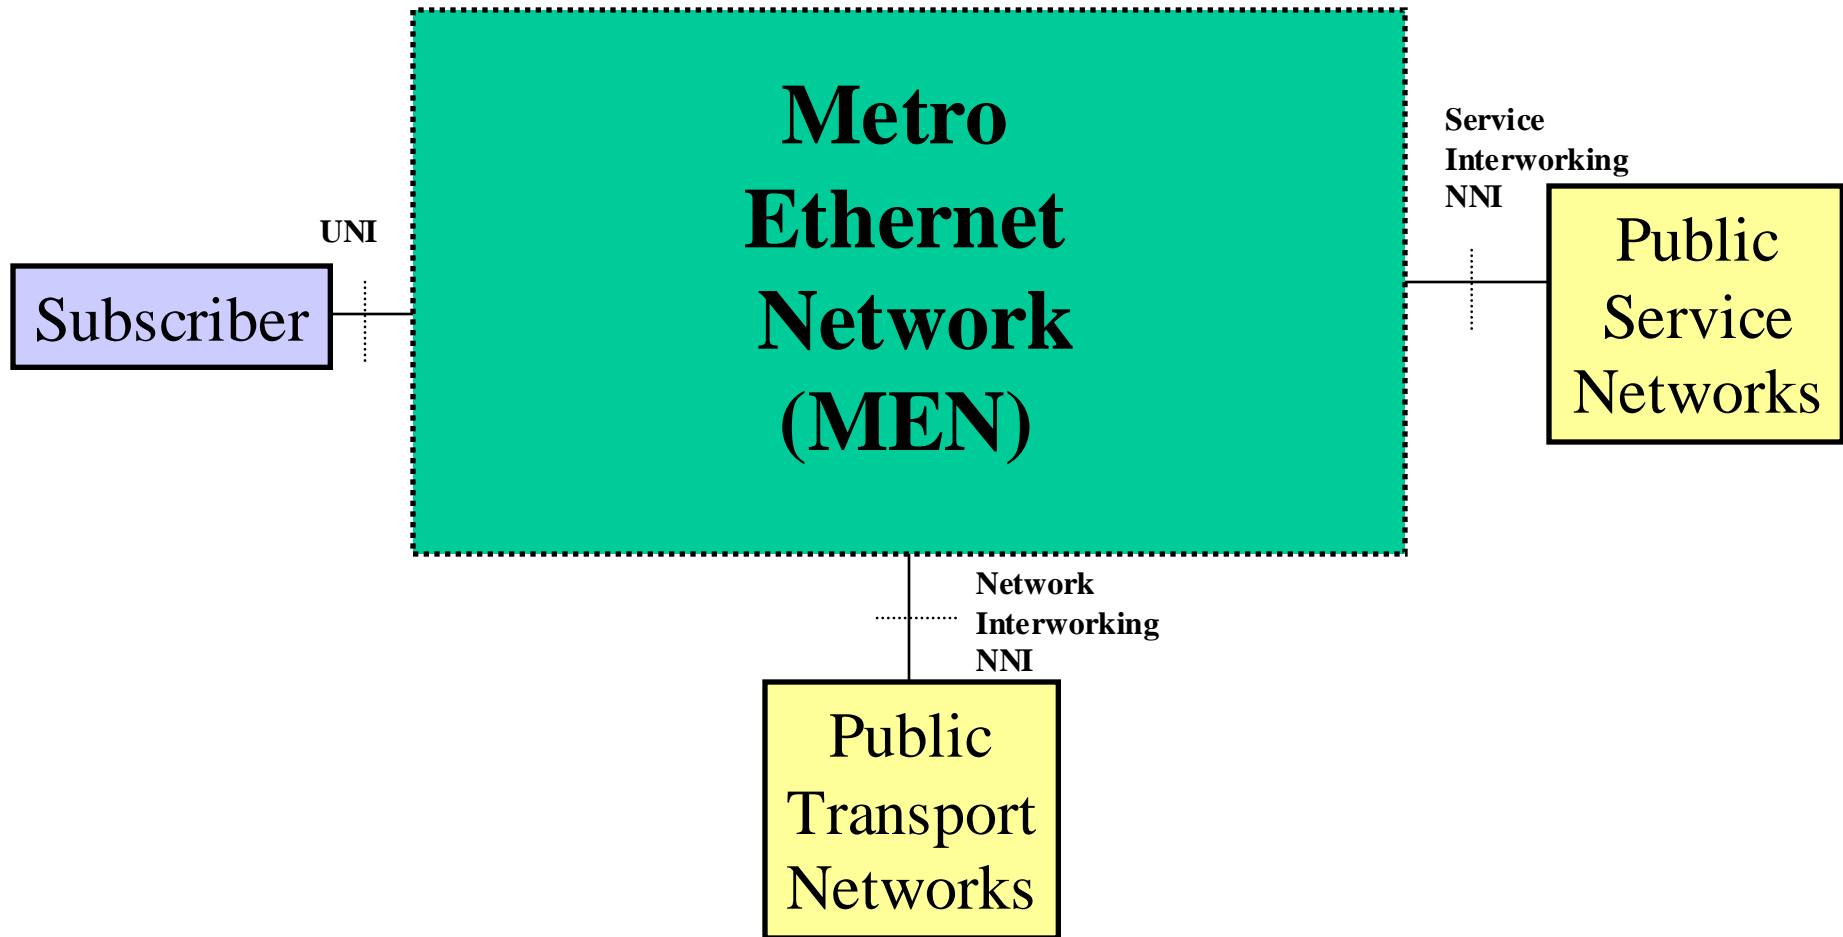 Metro
Ethernet
Network
(MEN)
UNI
Subscriber
Service
Interworking
NNI
Public
Service
Networks
Network
Interworking
NNI
Public
Transport
Networks